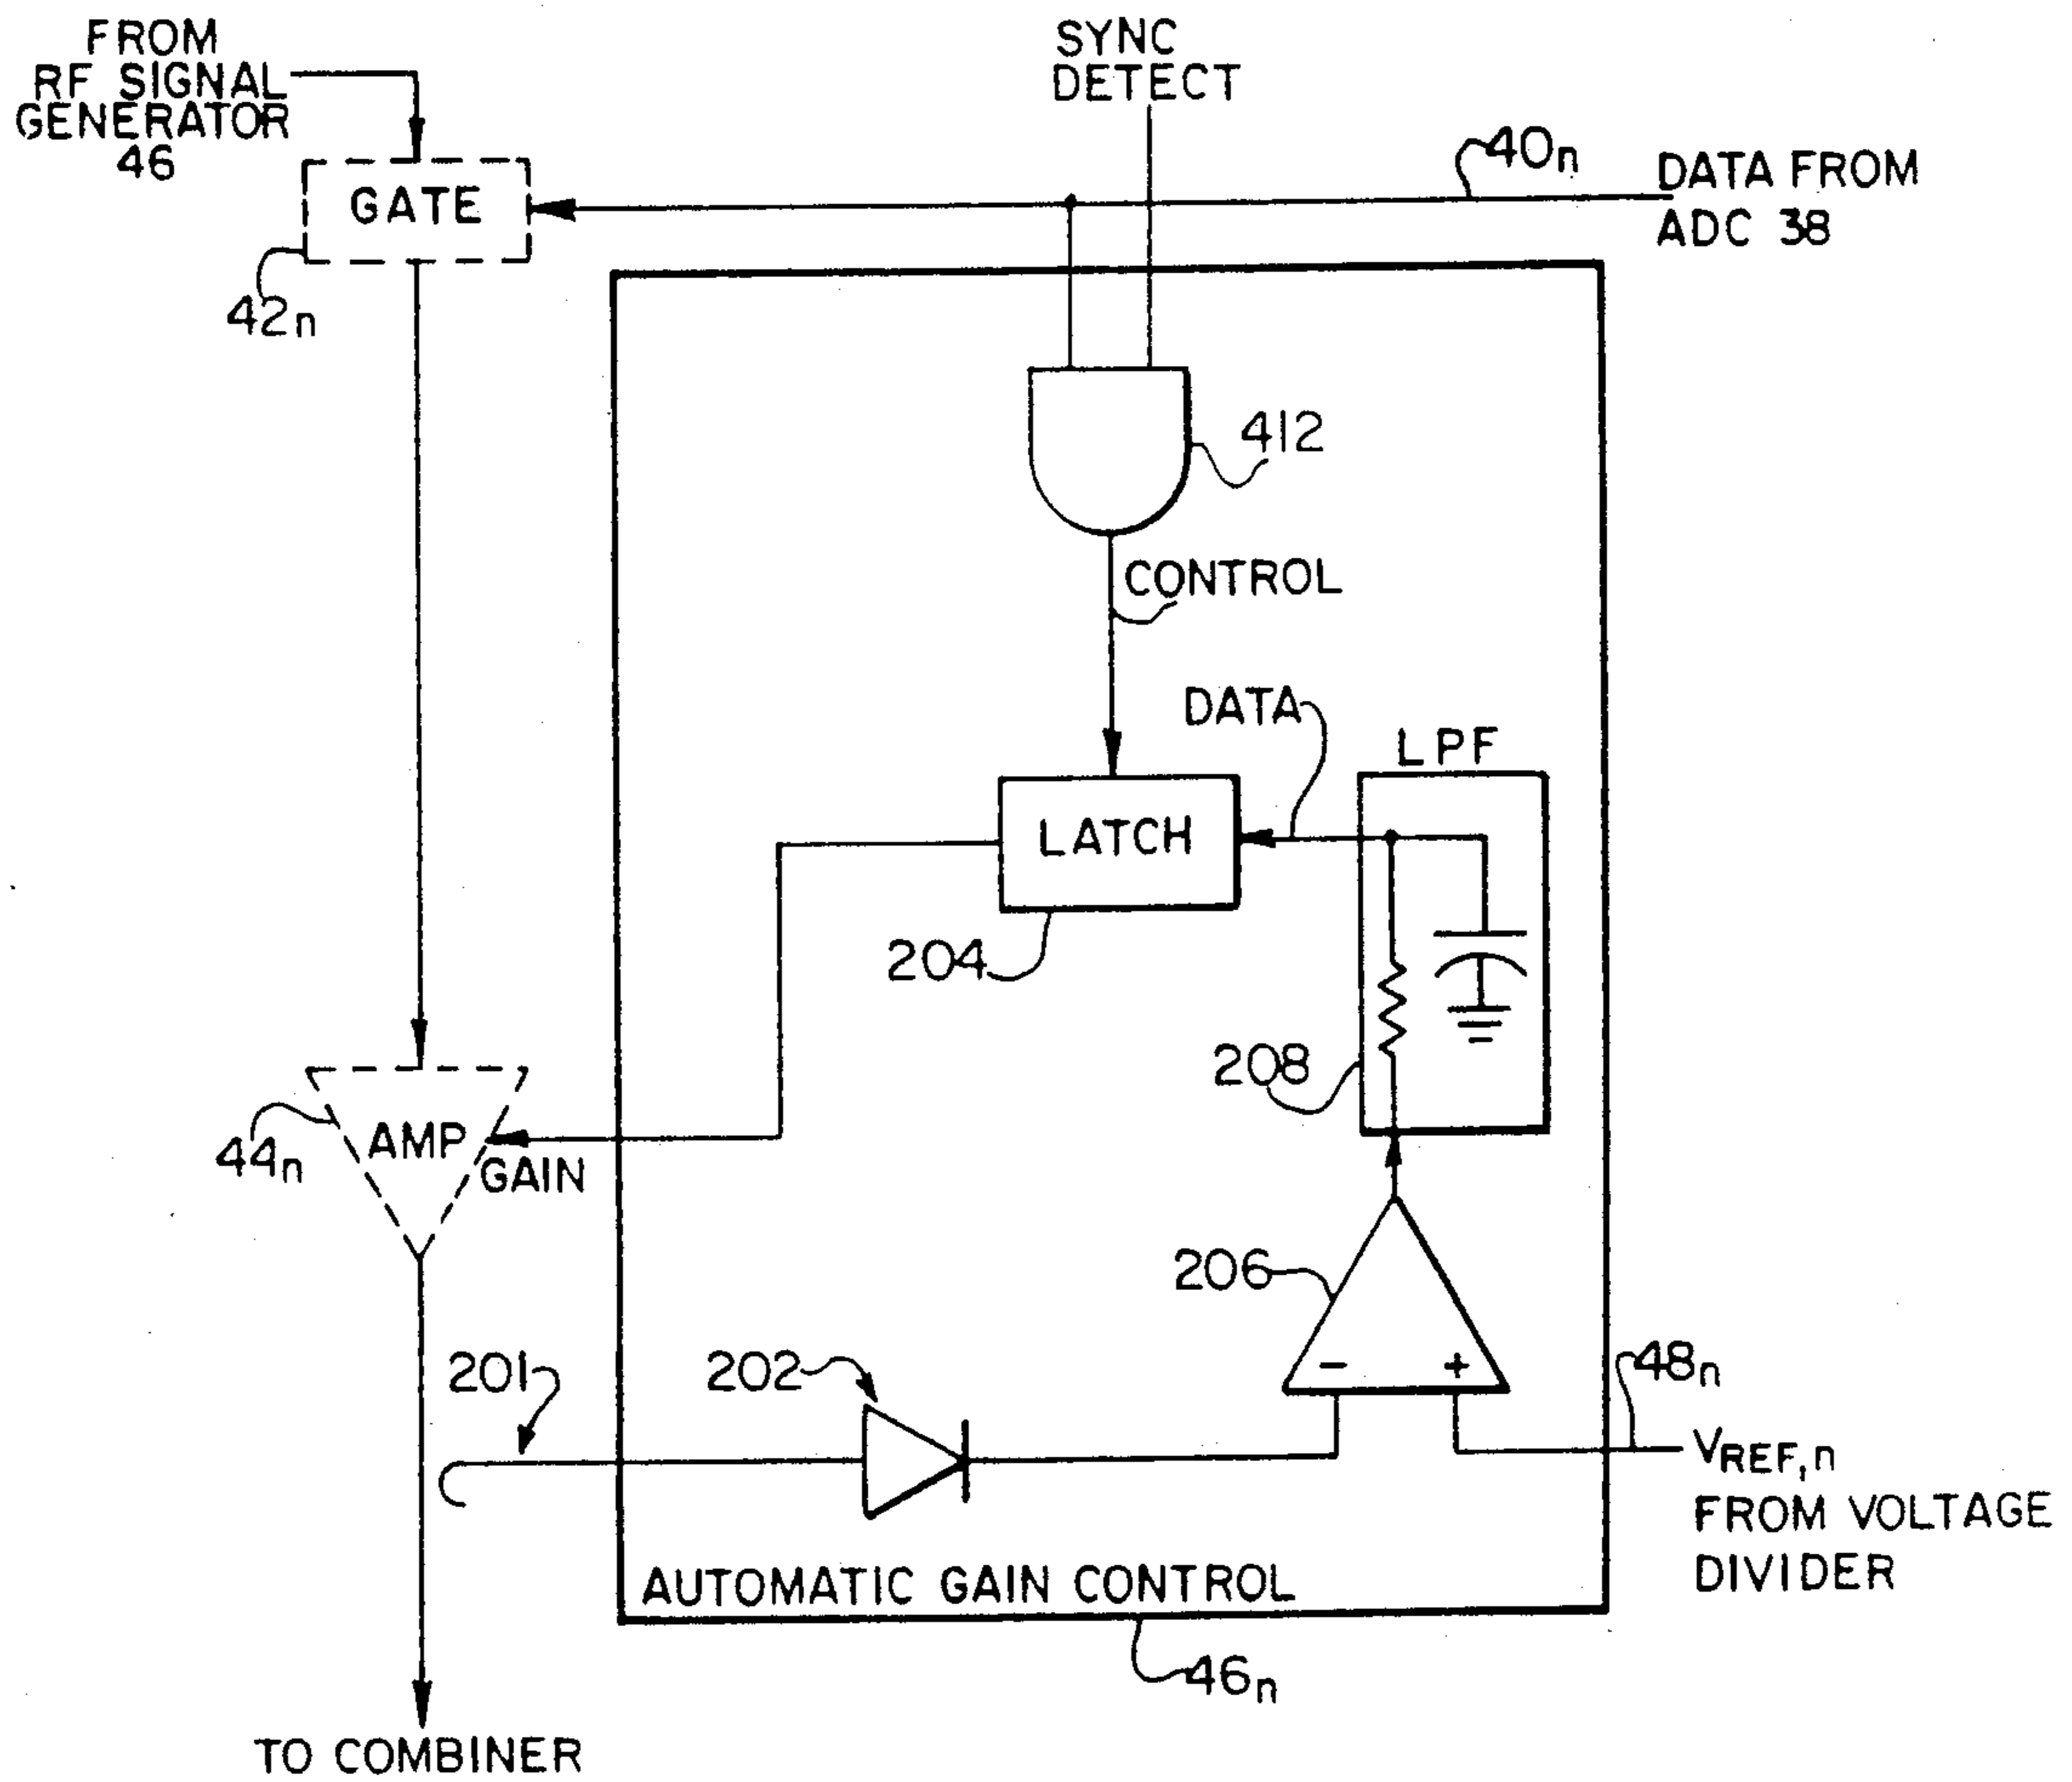 FROM
RF SIGNAL
GENERATOR
46
SYNC
DETECT
40n
DATA FROM
ADC 38
GATE
42n
412
CONTROL
DATA
LPF
LATCH
204
208
AMP
44n
GAIN
206
- +
201
202
48n
VREF,n
FROM VOLTAGE
DIVIDER
AUTOMATIC GAIN CONTROL
46n
TO COMBINER